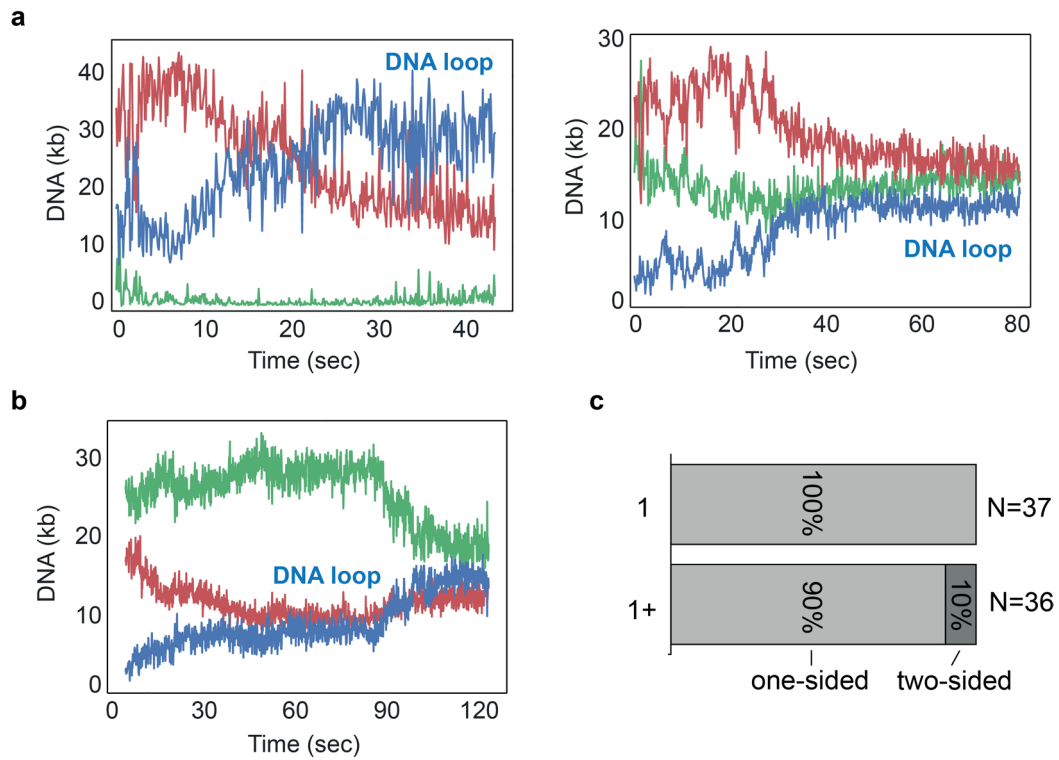 a
DNA (kb)
40
30
20
10
0
DNA loop
0 10 20 30 40
Time (sec)
DNA (kb)
30
20
10
0
DNA loop
0 20 40 60 80
Time (sec)
b
DNA (kb)
30
20
10
0
DNA loop
0 30 60 90 120
Time (sec)
c
1 100% N=37
1+ 90% 10% N=36
one-sided two-sided